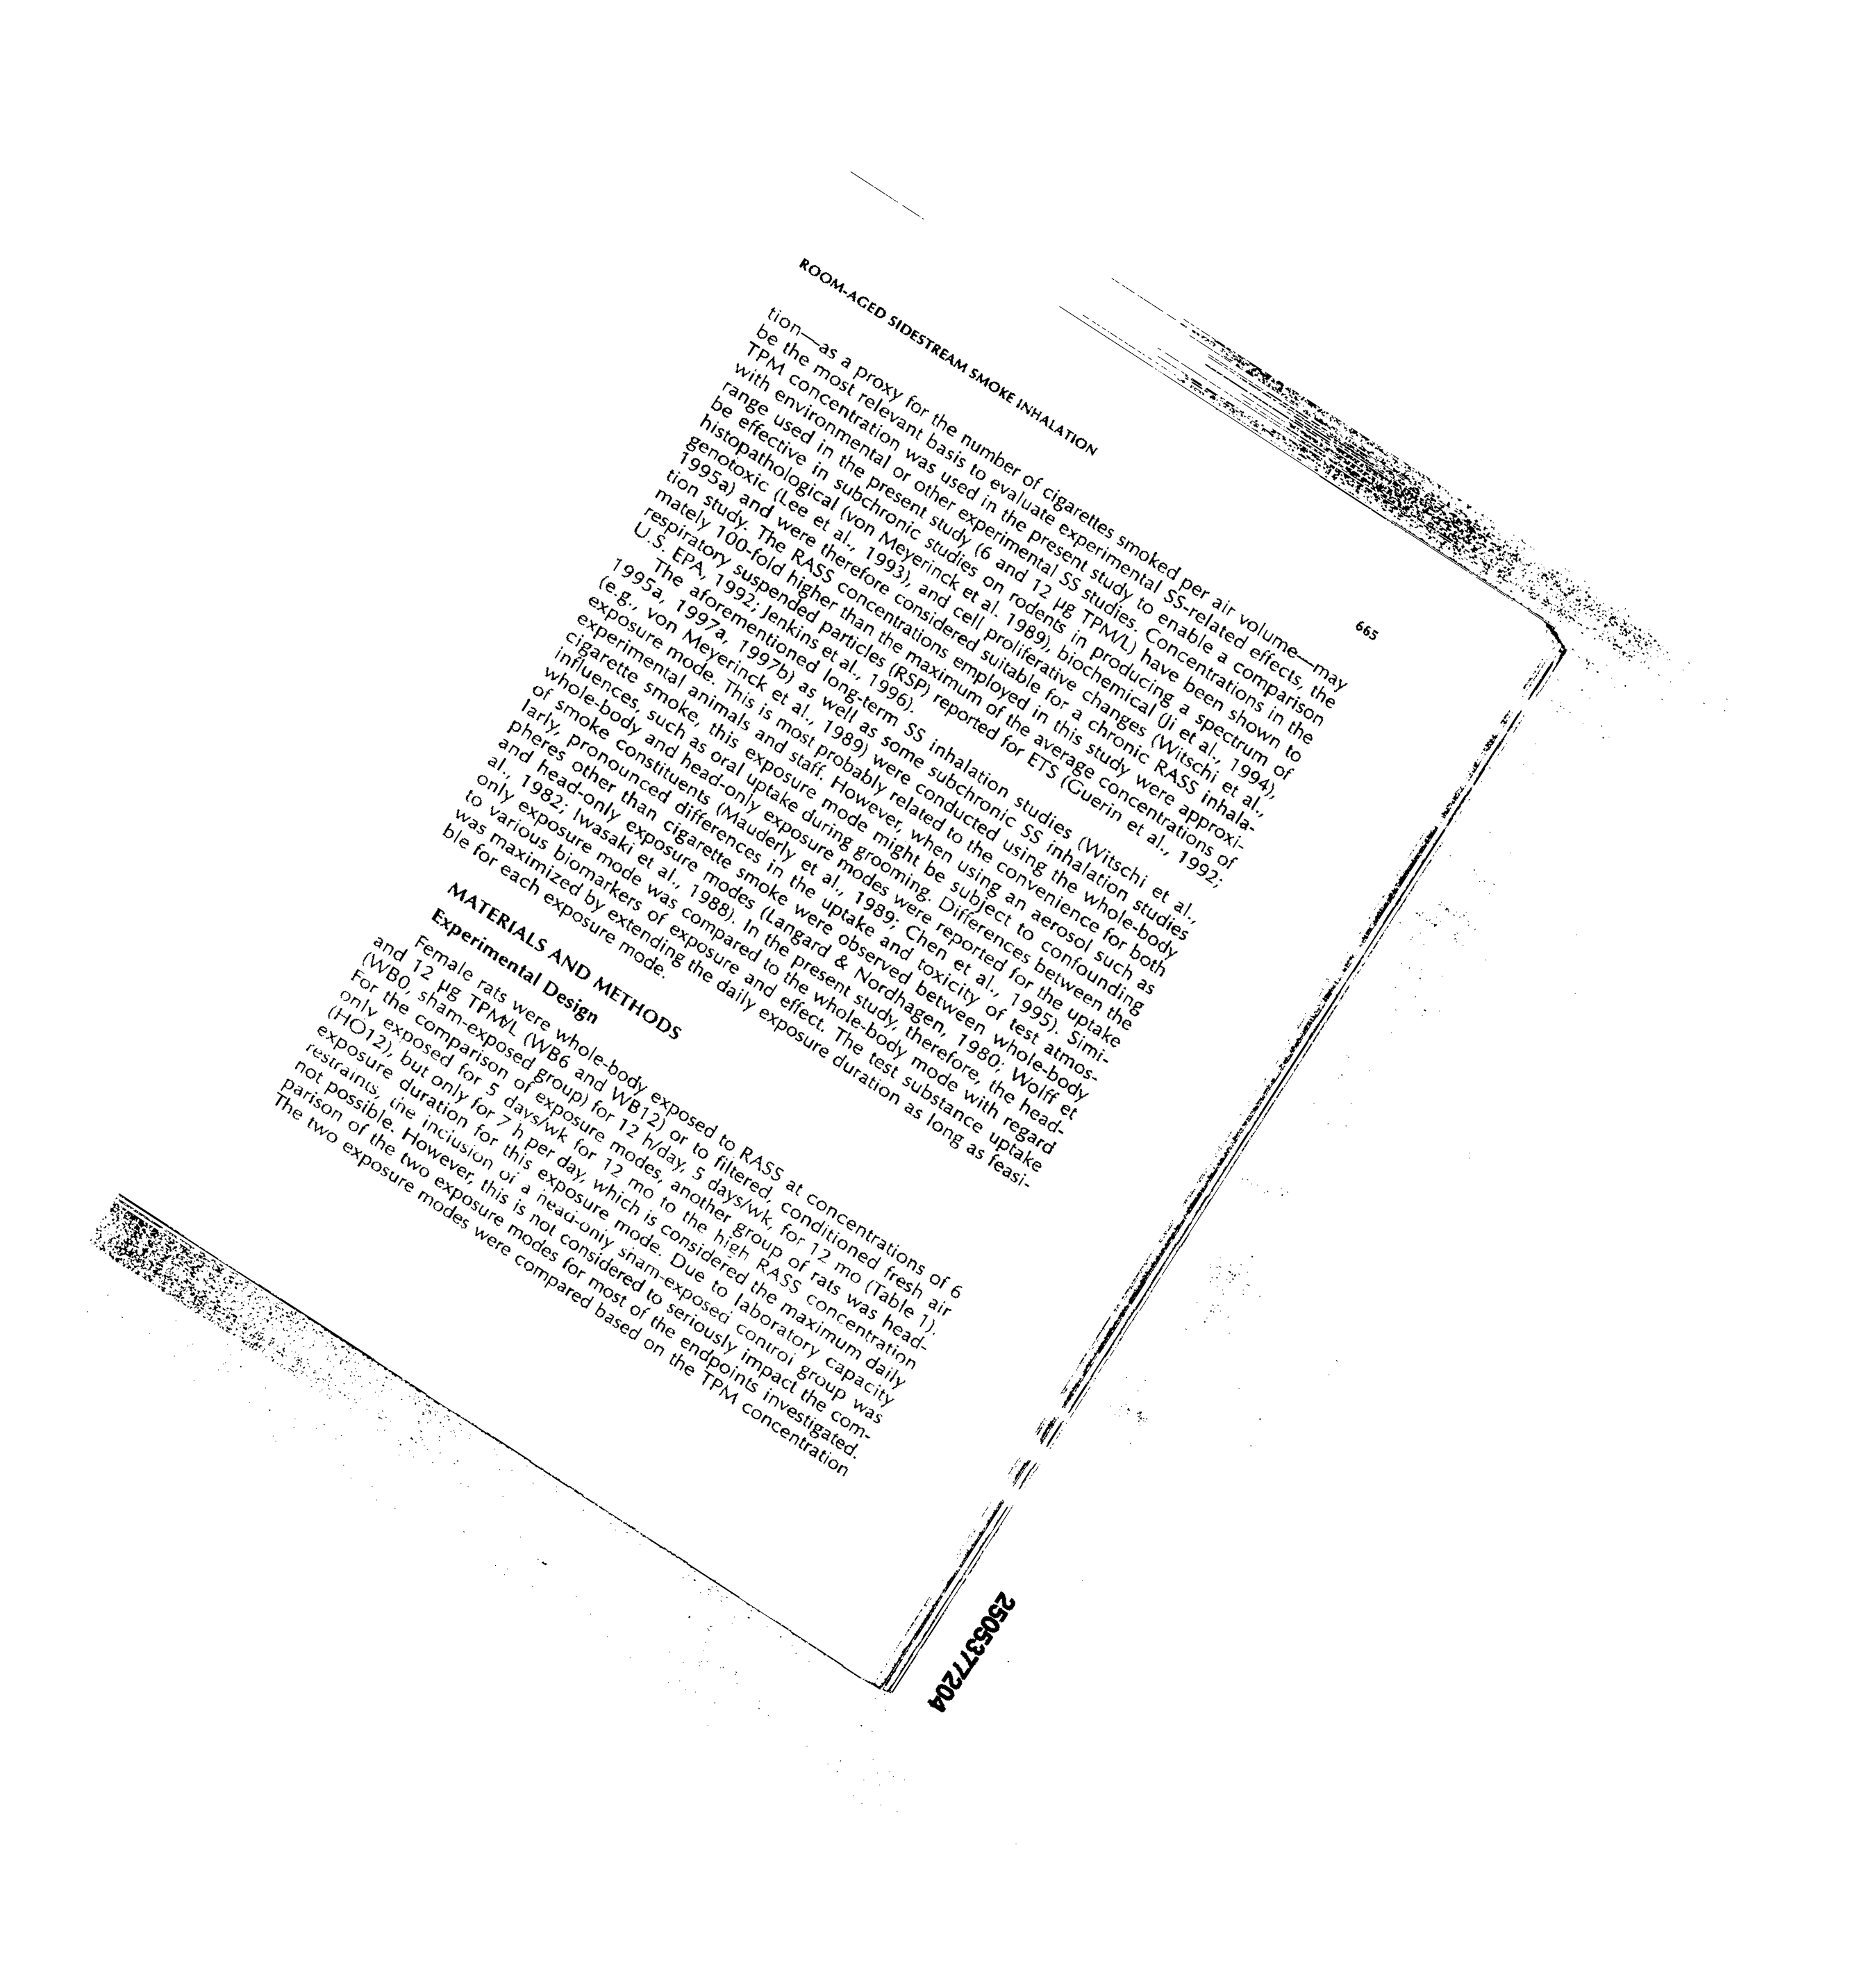 ROOM-AGED SIDESTREAM SMOKE INHALATION 665
tion—as a proxy for the number of cigarettes smoked per air volume—may
be the most relevant basis to evaluate experimental SS-related effects, the
TPM concentration was used in the present study to enable a comparison
with environmental or other experimental SS studies. Concentrations in the
range used in the present study (6 and 12 µg TPM/L) have been shown to
be effective in subchronic studies on rodents in producing a spectrum of
histopathological (von Meyerinck et al. 1989), biochemical (Ji et al., 1994),
genotoxic (Lee et al., 1993), and cell proliferative changes (Witschi et al.,
1995a) and were therefore considered suitable for a chronic RASS inhala-
tion study. The RASS concentrations employed in this study were approxi-
mately 100-fold higher than the maximum of the average concentrations of
respiratory suspended particles (RSP) reported for ETS (Guerin et al., 1992;
U.S. EPA, 1992; Jenkins et al., 1996).
The aforementioned long-term SS inhalation studies (Witschi et al.,
1995a, 1997a, 1997b) as well as some subchronic SS inhalation studies
(e.g., von Meyerinck et al., 1989) were conducted using the whole-body
exposure mode. This is most probably related to the convenience for both
experimental animals and staff. However, when using an aerosol such as
cigarette smoke, this exposure mode might be subject to confounding
influences, such as oral uptake during grooming. Differences between the
whole-body and head-only exposure modes were reported for the uptake
of smoke constituents (Mauderly et al., 1989; Chen et al., 1995). Simi-
larly, pronounced differences in the uptake and toxicity of test atmos-
pheres other than cigarette smoke were observed between whole-body
and head-only exposure modes (Langard & Nordhagen, 1980; Wolff et
al., 1982; Iwasaki et al., 1988). In the present study, therefore, the head-
only exposure mode was compared to the whole-body mode with regard
to various biomarkers of exposure and effect. The test substance uptake
was maximized by extending the daily exposure duration as long as feasi-
ble for each exposure mode.
MATERIALS AND METHODS
Experimental Design
Female rats were whole-body exposed to RASS at concentrations of 6
and 12 µg TPM/L (WB6 and WB12) or to filtered, conditioned fresh air
(WB0, sham-exposed group) for 12 h/day, 5 days/wk, for 12 mo (Table 1).
For the comparison of exposure modes, another group of rats was head-
only exposed for 5 days/wk for 12 mo to the high RASS concentration
(HO12), but only for 7 h per day, which is considered the maximum daily
exposure duration for this exposure mode. Due to laboratory capacity
restraints, the inclusion of a head-only sham-exposed control group was
not possible. However, this is not considered to seriously impact the com-
parison of the two exposure modes for most of the endpoints investigated.
The two exposure modes were compared based on the TPM concentration
2505377204